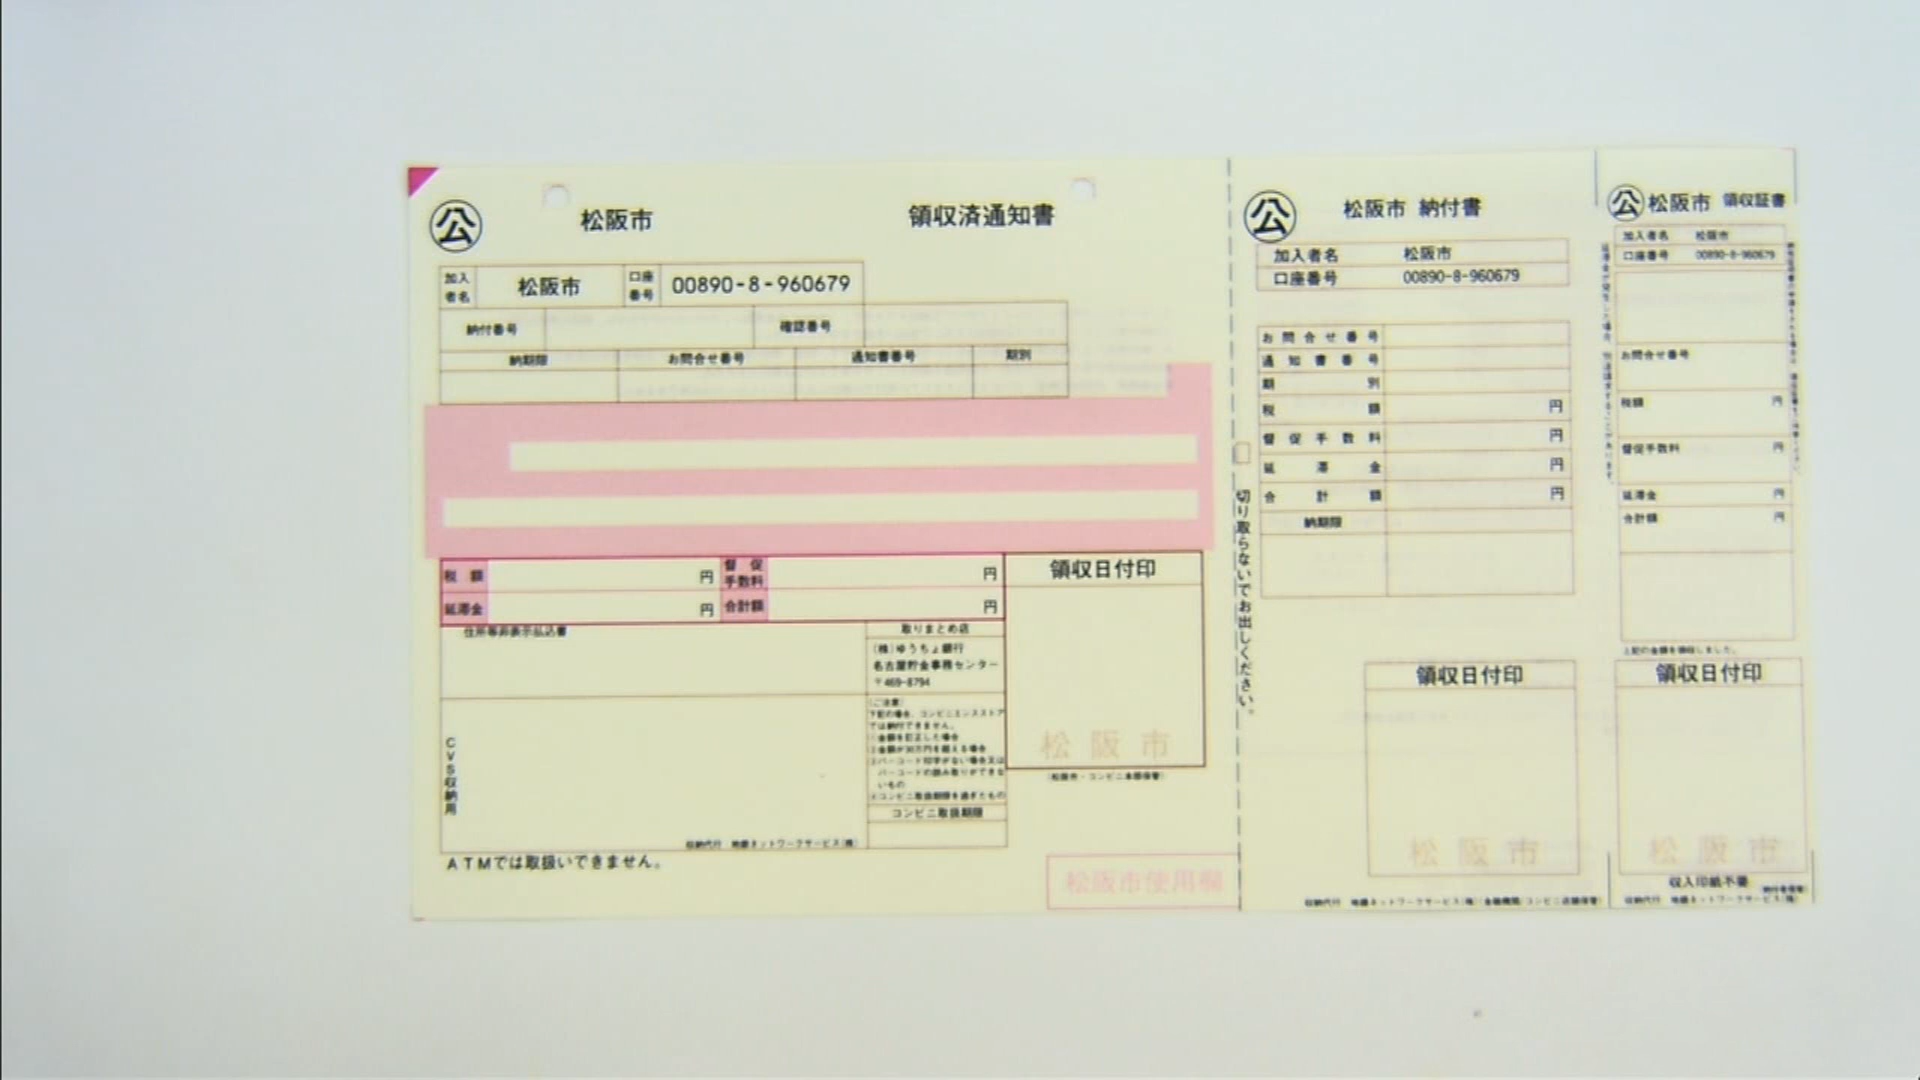 公 松阪市 領収済通知書
加入者名 松阪市 口座番号 00890-8-960679
納付番号 確認番号
納期限 お問合せ番号 通知書番号 期別
税額 円 督促手数料 円
延滞金 円 合計額 円
住所等非表示払込書
取りまとめ店
(株)ゆうちょ銀行
名古屋貯金事務センター
〒469-8794
(ご注意)
下記の場合、コンビニエンスストア
では納付できません。
①金額を訂正した場合
②金額が30万円を超える場合
③バーコード印字がない場合又は
バーコードの読み取りができな
いもの
④コンビニ取扱期限を過ぎたもの
コンビニ取扱期限
領収日付印
松阪市
(松阪市・コンビニ本部保管)
CVS収納用
収納代行 地銀ネットワークサービス(株)
ATMでは取扱いできません。
松阪市使用欄
切り取らないでお出しください。
公 松阪市 納付書
加入者名 松阪市
口座番号 00890-8-960679
お問合せ番号
通知書番号
期別
税額 円
督促手数料 円
延滞金 円
合計額 円
納期限
領収日付印
松阪市
収納代行 地銀ネットワークサービス(株) (金融機関/コンビニ店舗保管)
公 松阪市 領収証書
加入者名 松阪市
口座番号 00890-8-960679
お問合せ番号
税額 円
督促手数料 円
延滞金 円
合計額 円
上記の金額を領収しました。
領収日付印
松阪市
収入印紙不要 (納付者保管)
収納代行 地銀ネットワークサービス(株)